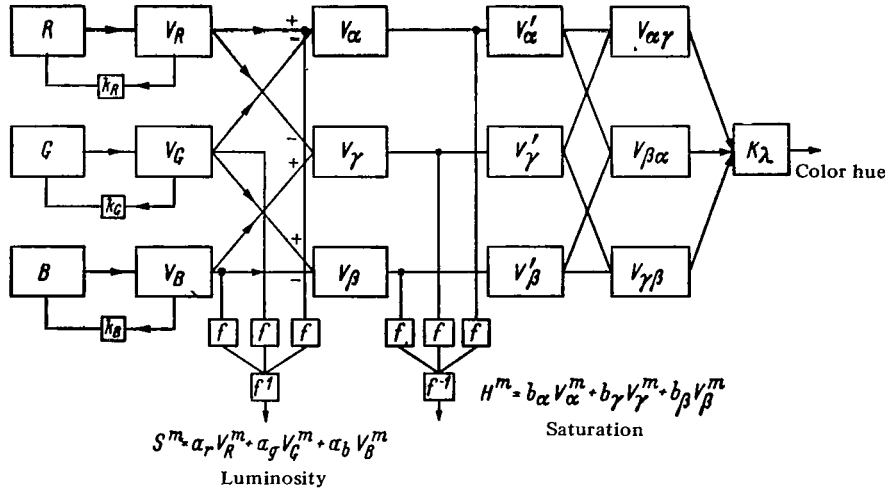 R V_R + − V_α V'_α V_αγ
k_R
G V_G − + V_γ V'_γ V_βα K_λ
Color hue
k_G
B V_B + − V_β V'_β V_γβ
k_B f f f f f f
f^1 f^-1
H^m = b_α V_α^m + b_γ V_γ^m + b_β V_β^m
Saturation
S^m = a_r V_R^m + a_g V_G^m + a_b V_B^m
Luminosity